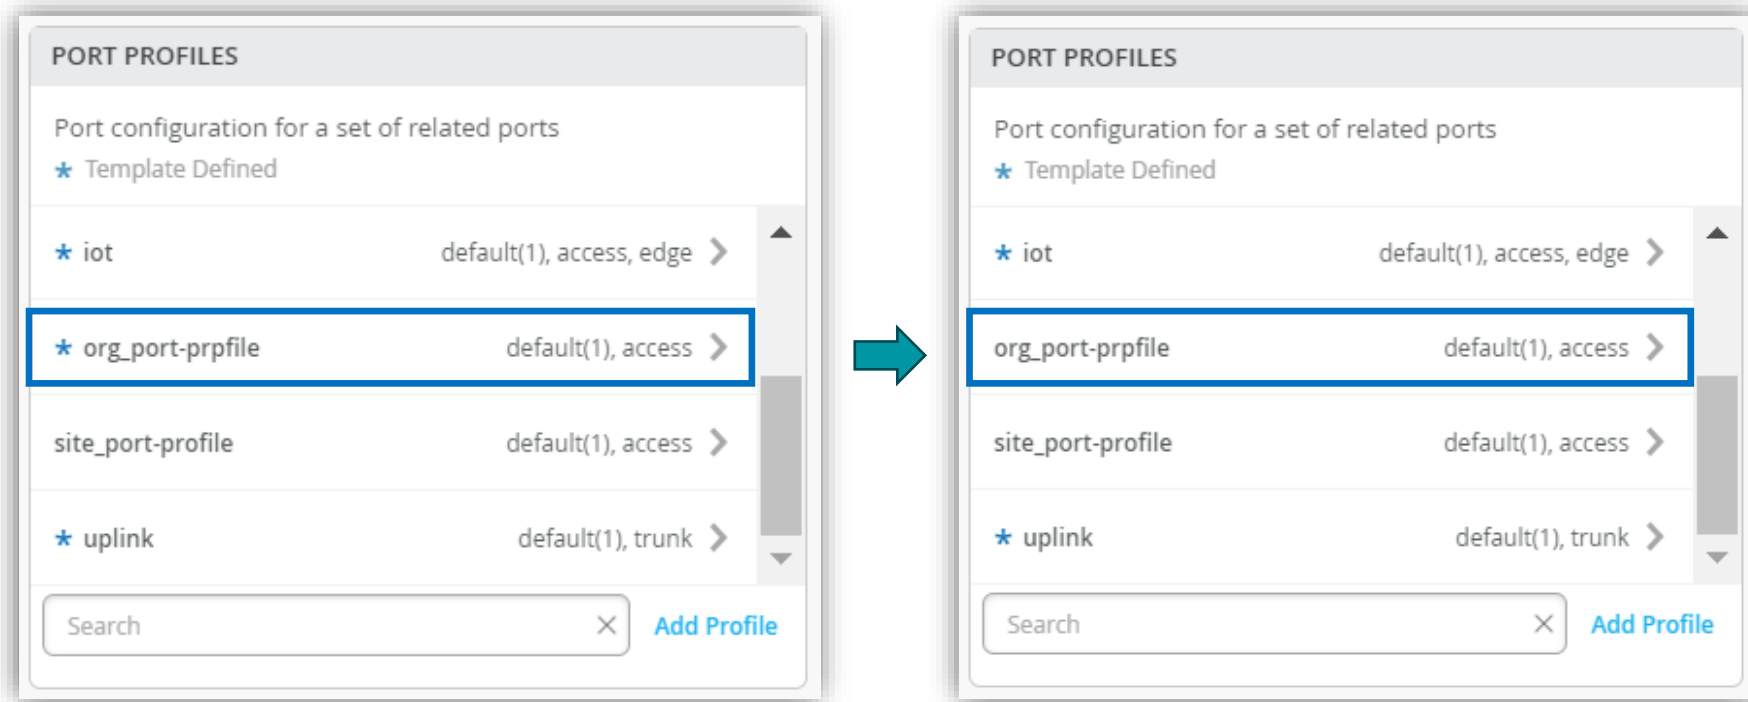 PORT PROFILES
Port configuration for a set of related ports
* Template Defined
* iot default(1), access, edge
* org_port-prpfile default(1), access
site_port-profile default(1), access
* uplink default(1), trunk
Search Add Profile
PORT PROFILES
Port configuration for a set of related ports
* Template Defined
* iot default(1), access, edge
org_port-prpfile default(1), access
site_port-profile default(1), access
* uplink default(1), trunk
Search Add Profile